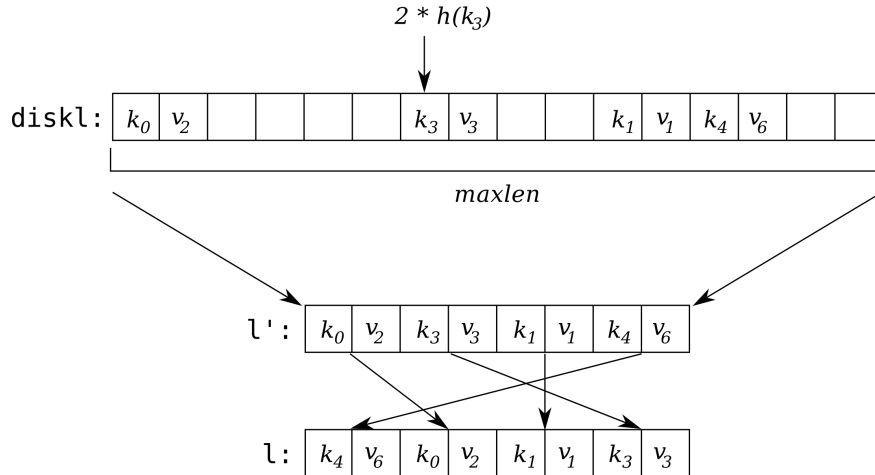 2 * h(k₃)
diskl: k₀ v₂ k₃ v₃ k₁ v₁ k₄ v₆
maxlen
l': k₀ v₂ k₃ v₃ k₁ v₁ k₄ v₆
l: k₄ v₆ k₀ v₂ k₁ v₁ k₃ v₃